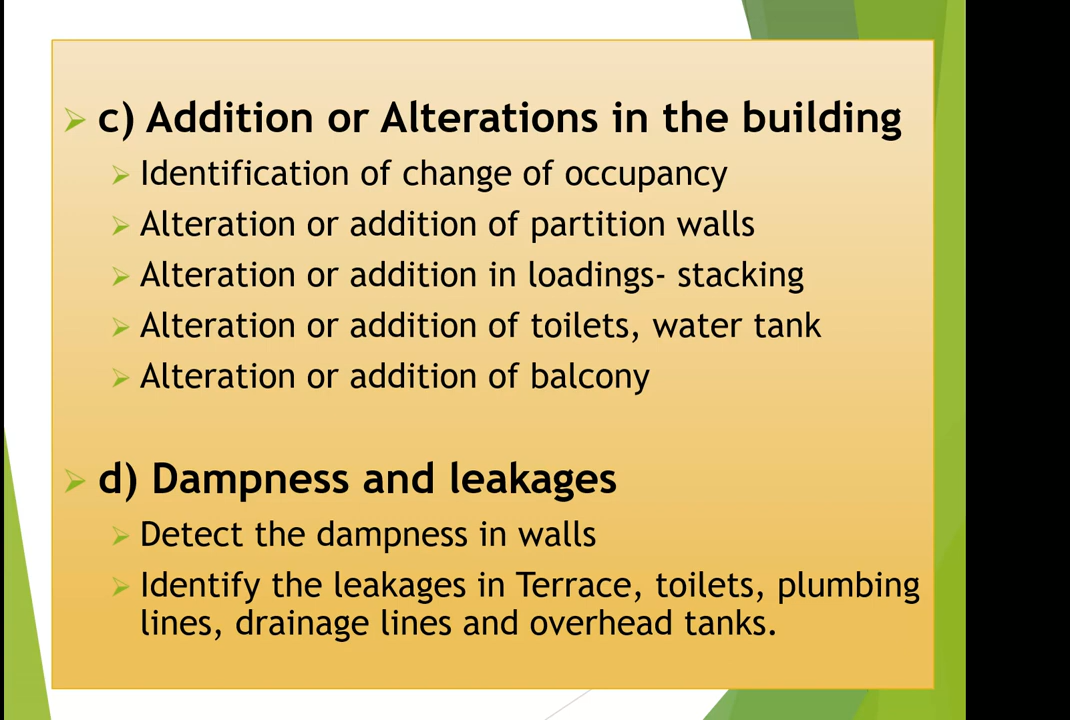 c) Addition or Alterations in the building
Identification of change of occupancy
Alteration or addition of partition walls
Alteration or addition in loadings- stacking
Alteration or addition of toilets, water tank
Alteration or addition of balcony
d) Dampness and leakages
Detect the dampness in walls
Identify the leakages in Terrace, toilets, plumbing
lines, drainage lines and overhead tanks.